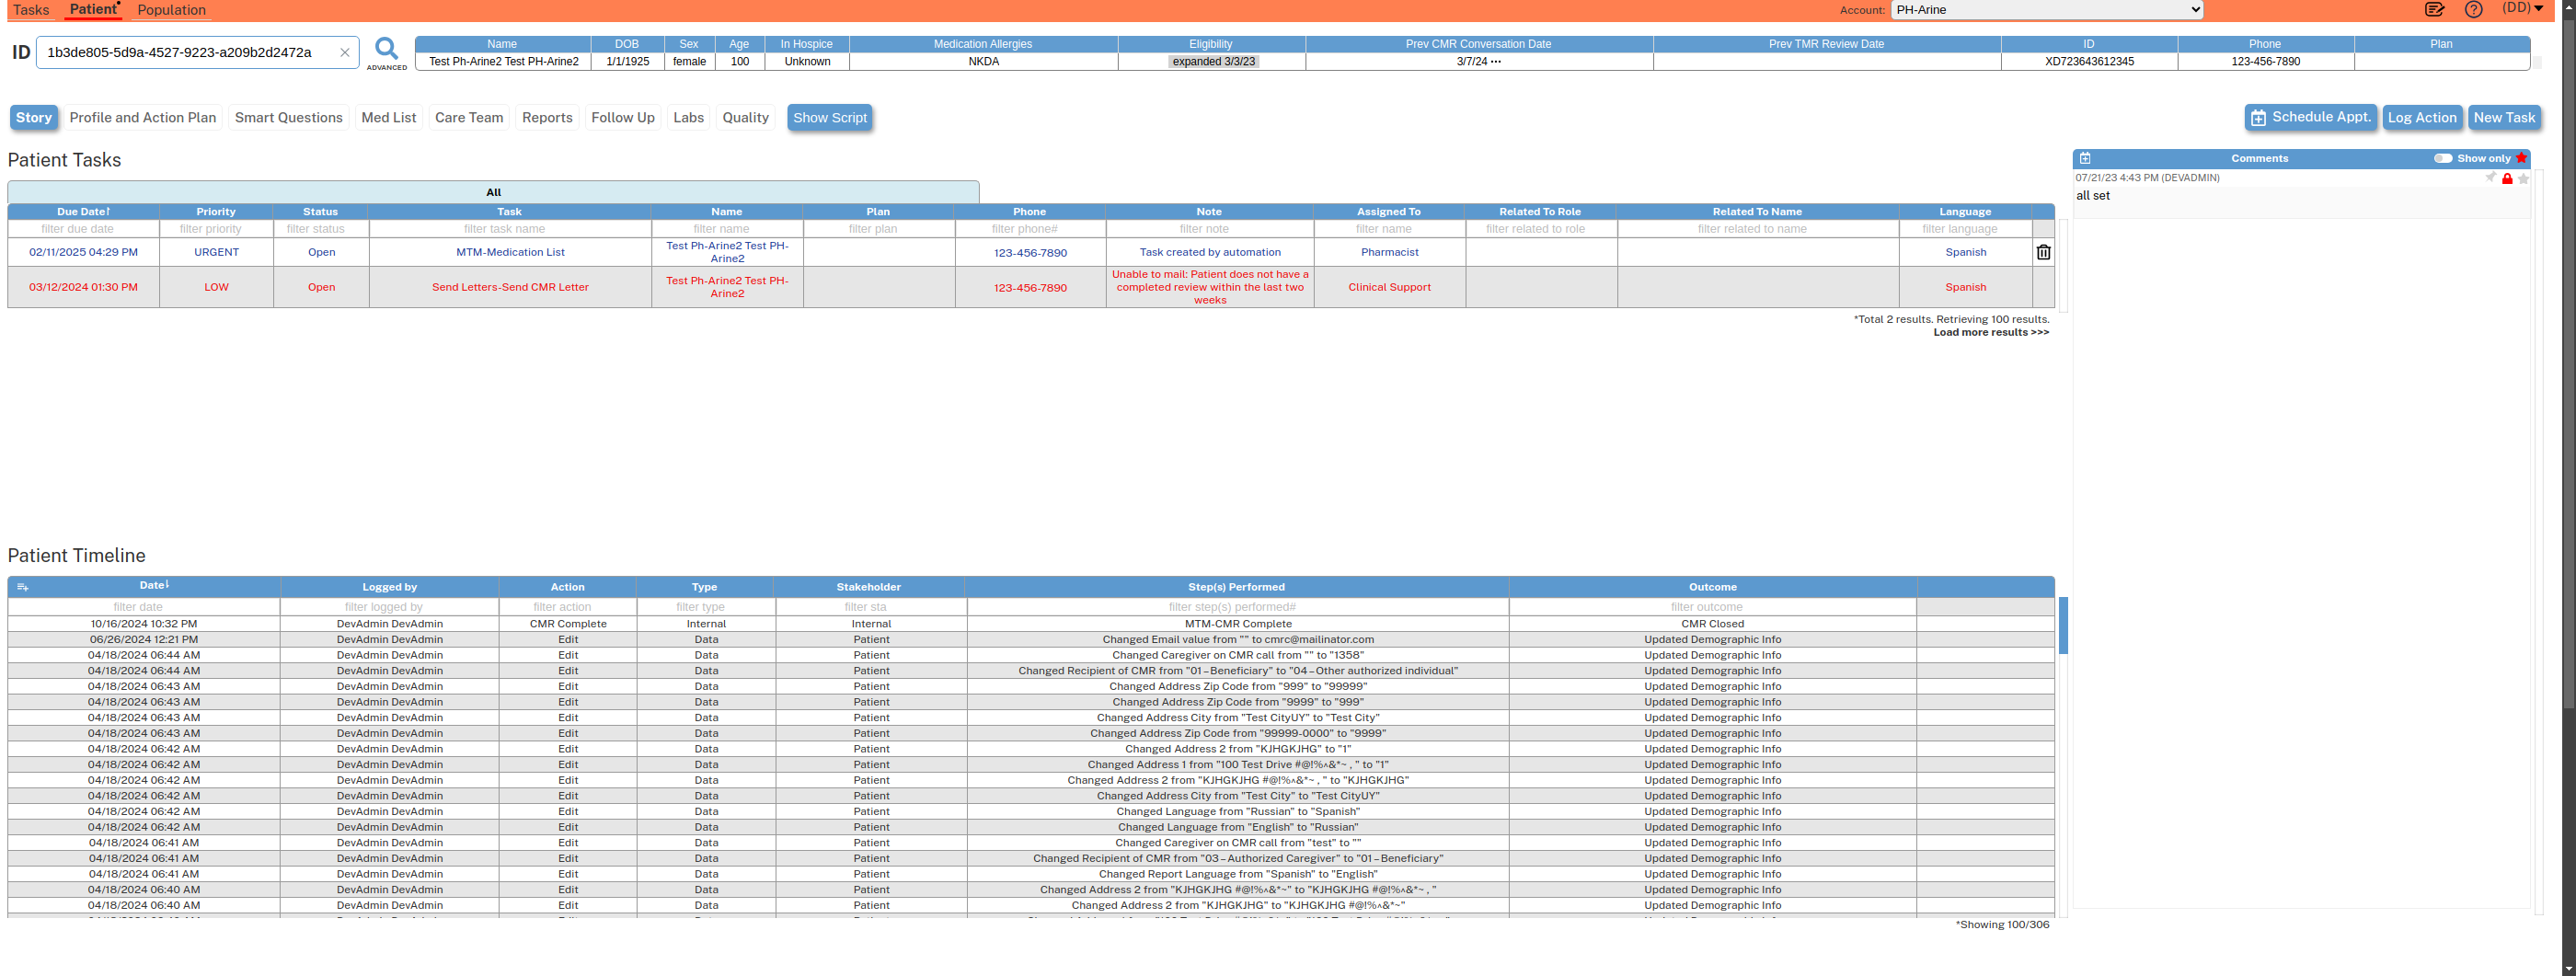 Tasks Patient Population Account: PH-Arine (DD)
ID 1b3de805-5d9a-4527-9223-a209b2d2472a ADVANCED
Name DOB Sex Age In Hospice Medication Allergies Eligibility Prev CMR Conversation Date Prev TMR Review Date ID Phone Plan
Test Ph-Arine2 Test PH-Arine2 1/1/1925 female 100 Unknown NKDA expanded 3/3/23 3/7/24 ••• XD723643612345 123-456-7890
Story Profile and Action Plan Smart Questions Med List Care Team Reports Follow Up Labs Quality Show Script Schedule Appt. Log Action New Task
Patient Tasks
All
Due Date↑ Priority Status Task Name Plan Phone Note Assigned To Related To Role Related To Name Language
filter due date filter priority filter status filter task name filter name filter plan filter phone# filter note filter name filter related to role filter related to name filter language
02/11/2025 04:29 PM URGENT Open MTM-Medication List Test Ph-Arine2 Test PH-Arine2 123-456-7890 Task created by automation Pharmacist Spanish
03/12/2024 01:30 PM LOW Open Send Letters-Send CMR Letter Test Ph-Arine2 Test PH-Arine2 123-456-7890 Unable to mail: Patient does not have a completed review within the last two weeks Clinical Support Spanish
*Total 2 results. Retrieving 100 results.
Load more results >>>
Comments Show only
07/21/23 4:43 PM (DEVADMIN)
all set
Patient Timeline
Date↓ Logged by Action Type Stakeholder Step(s) Performed Outcome
filter date filter logged by filter action filter type filter sta filter step(s) performed# filter outcome
10/16/2024 10:32 PM DevAdmin DevAdmin CMR Complete Internal Internal MTM-CMR Complete CMR Closed
06/26/2024 12:21 PM DevAdmin DevAdmin Edit Data Patient Changed Email value from "" to cmrc@mailinator.com Updated Demographic Info
04/18/2024 06:44 AM DevAdmin DevAdmin Edit Data Patient Changed Caregiver on CMR call from "" to "1358" Updated Demographic Info
04/18/2024 06:44 AM DevAdmin DevAdmin Edit Data Patient Changed Recipient of CMR from "01–Beneficiary" to "04–Other authorized individual" Updated Demographic Info
04/18/2024 06:43 AM DevAdmin DevAdmin Edit Data Patient Changed Address Zip Code from "999" to "99999" Updated Demographic Info
04/18/2024 06:43 AM DevAdmin DevAdmin Edit Data Patient Changed Address Zip Code from "9999" to "999" Updated Demographic Info
04/18/2024 06:43 AM DevAdmin DevAdmin Edit Data Patient Changed Address City from "Test CityUY" to "Test City" Updated Demographic Info
04/18/2024 06:43 AM DevAdmin DevAdmin Edit Data Patient Changed Address Zip Code from "99999-0000" to "9999" Updated Demographic Info
04/18/2024 06:42 AM DevAdmin DevAdmin Edit Data Patient Changed Address 2 from "KJHGKJHG" to "1" Updated Demographic Info
04/18/2024 06:42 AM DevAdmin DevAdmin Edit Data Patient Changed Address 1 from "100 Test Drive #@!%^&*~ , " to "1" Updated Demographic Info
04/18/2024 06:42 AM DevAdmin DevAdmin Edit Data Patient Changed Address 2 from "KJHGKJHG #@!%^&*~ , " to "KJHGKJHG" Updated Demographic Info
04/18/2024 06:42 AM DevAdmin DevAdmin Edit Data Patient Changed Address City from "Test City" to "Test CityUY" Updated Demographic Info
04/18/2024 06:42 AM DevAdmin DevAdmin Edit Data Patient Changed Language from "Russian" to "Spanish" Updated Demographic Info
04/18/2024 06:42 AM DevAdmin DevAdmin Edit Data Patient Changed Language from "English" to "Russian" Updated Demographic Info
04/18/2024 06:41 AM DevAdmin DevAdmin Edit Data Patient Changed Caregiver on CMR call from "test" to "" Updated Demographic Info
04/18/2024 06:41 AM DevAdmin DevAdmin Edit Data Patient Changed Recipient of CMR from "03–Authorized Caregiver" to "01–Beneficiary" Updated Demographic Info
04/18/2024 06:41 AM DevAdmin DevAdmin Edit Data Patient Changed Report Language from "Spanish" to "English" Updated Demographic Info
04/18/2024 06:40 AM DevAdmin DevAdmin Edit Data Patient Changed Address 2 from "KJHGKJHG #@!%^&*~" to "KJHGKJHG #@!%^&*~ , " Updated Demographic Info
04/18/2024 06:40 AM DevAdmin DevAdmin Edit Data Patient Changed Address 2 from "KJHGKJHG" to "KJHGKJHG #@!%^&*~" Updated Demographic Info
*Showing 100/306